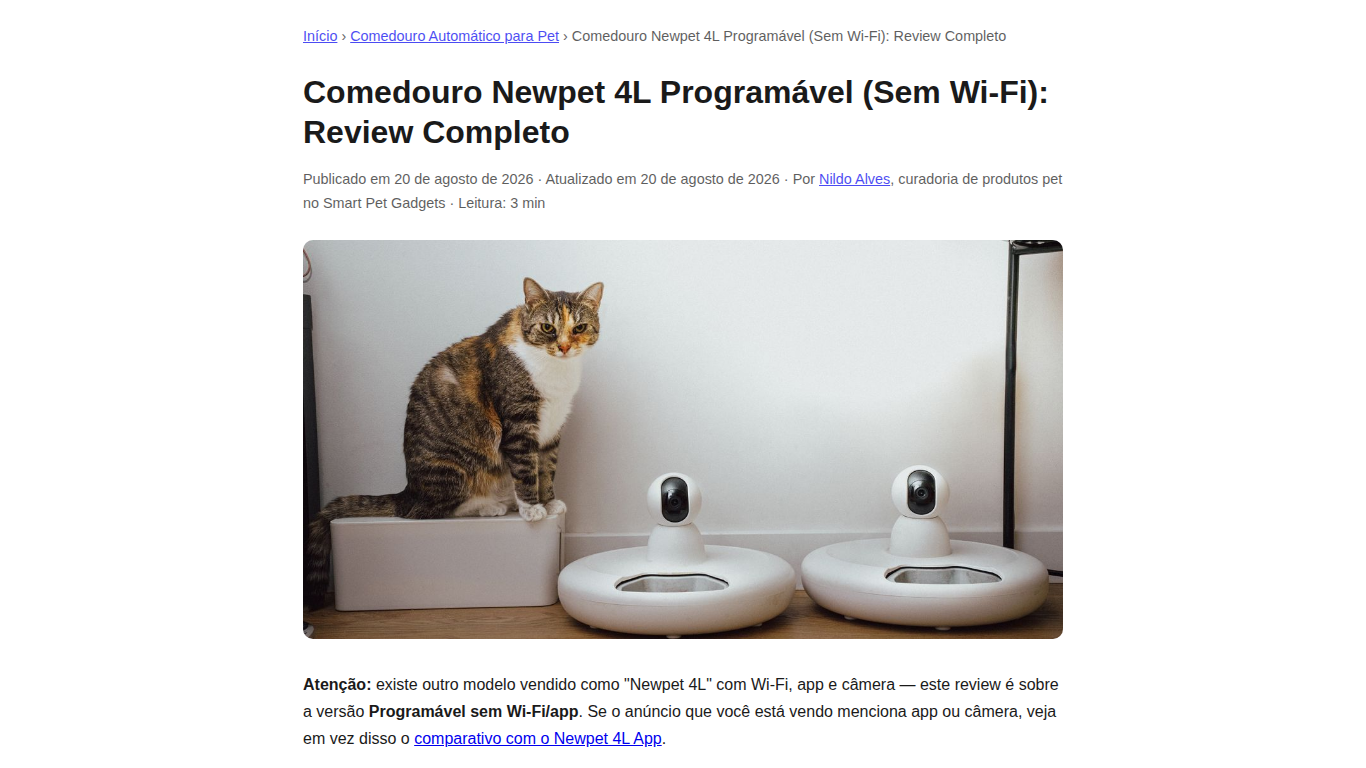 Início › Comedouro Automático para Pet › Comedouro Newpet 4L Programável (Sem Wi-Fi): Review Completo
Comedouro Newpet 4L Programável (Sem Wi-Fi):
Review Completo
Publicado em 20 de agosto de 2026 · Atualizado em 20 de agosto de 2026 · Por Nildo Alves, curadoria de produtos pet
no Smart Pet Gadgets · Leitura: 3 min
Atenção: existe outro modelo vendido como "Newpet 4L" com Wi-Fi, app e câmera — este review é sobre
a versão Programável sem Wi-Fi/app. Se o anúncio que você está vendo menciona app ou câmera, veja
em vez disso o comparativo com o Newpet 4L App.